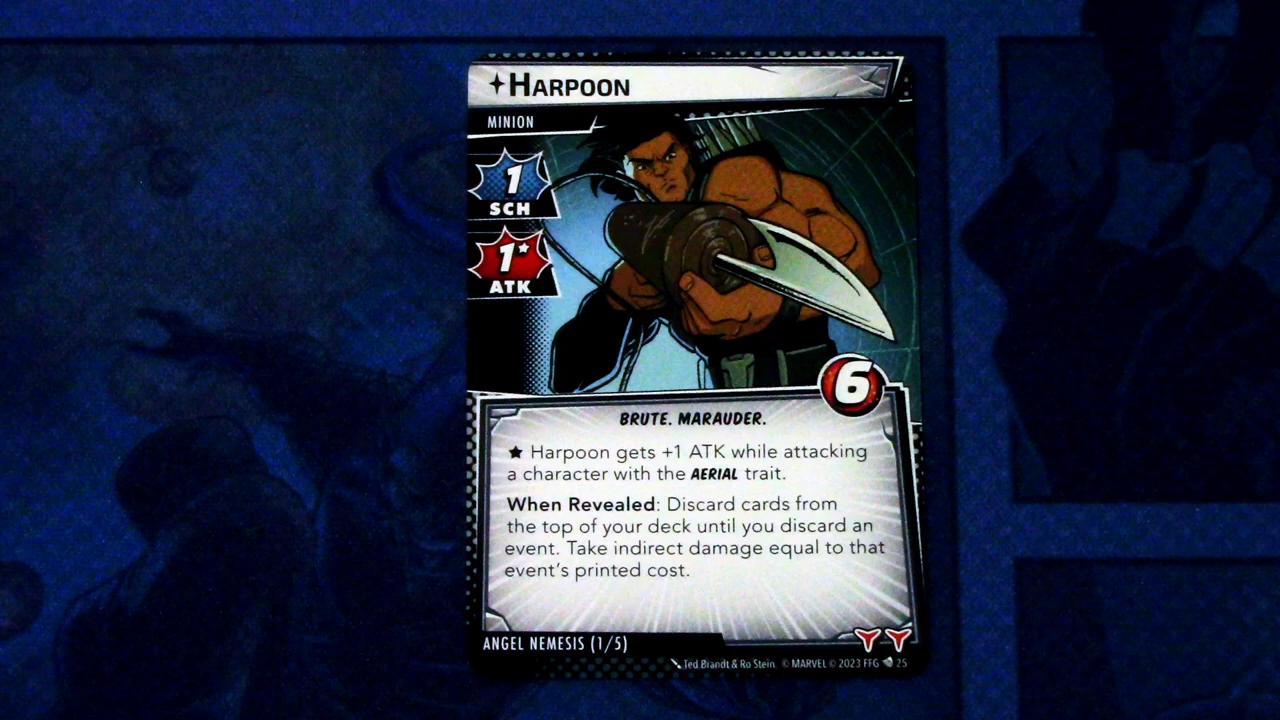 HARPOON
MINION
1
SCH
1★
ATK
6
BRUTE. MARAUDER.
★ Harpoon gets +1 ATK while attacking
a character with the AERIAL trait.
When Revealed: Discard cards from
the top of your deck until you discard an
event. Take indirect damage equal to that
event's printed cost.
ANGEL NEMESIS (1/5)
Ted Brandt & Ro Stein © MARVEL © 2023 FFG 25